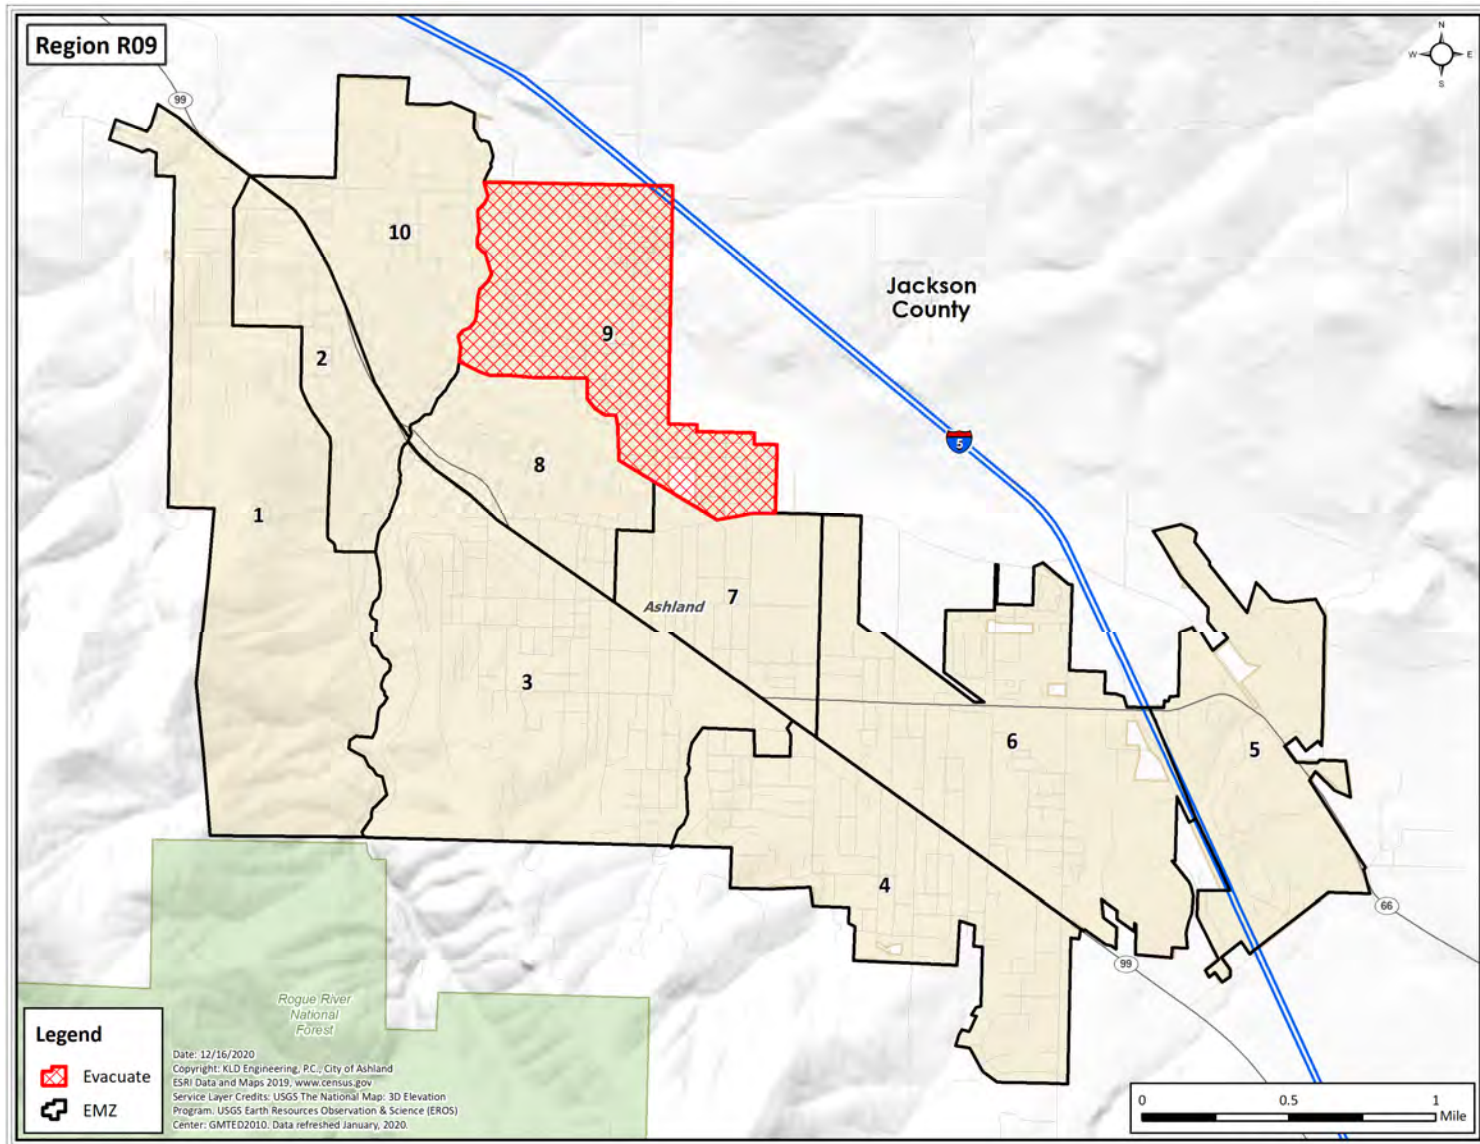 Region R09
N
W
E
S
99
10
Jackson
County
9
2
5
8
1
Ashland
7
3
6
5
4
66
99
Rogue River
National
Forest
Legend
Evacuate
EMZ
Date: 12/16/2020
Copyright: KLD Engineering, P.C., City of Ashland
ESRI Data and Maps 2019, www.census.gov
Service Layer Credits: USGS The National Map: 3D Elevation
Program. USGS Earth Resources Observation & Science (EROS)
Center: GMTED2010. Data refreshed January, 2020.
0 0.5 1
Mile